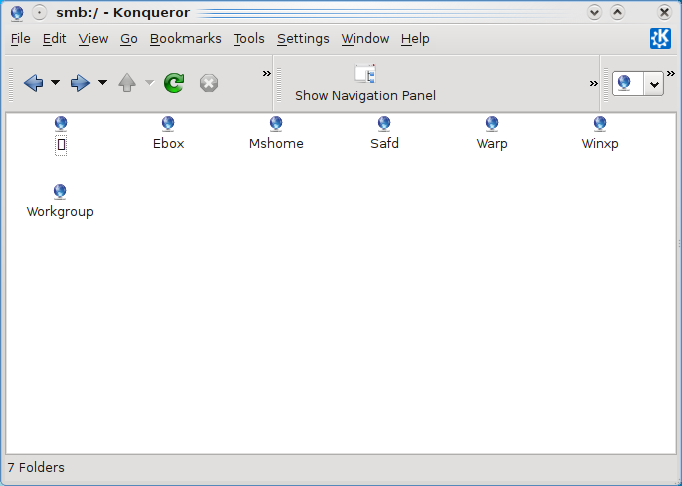 smb:/ - Konqueror
File Edit View Go Bookmarks Tools Settings Window Help
Show Navigation Panel
Ebox Mshome Safd Warp Winxp
Workgroup
7 Folders